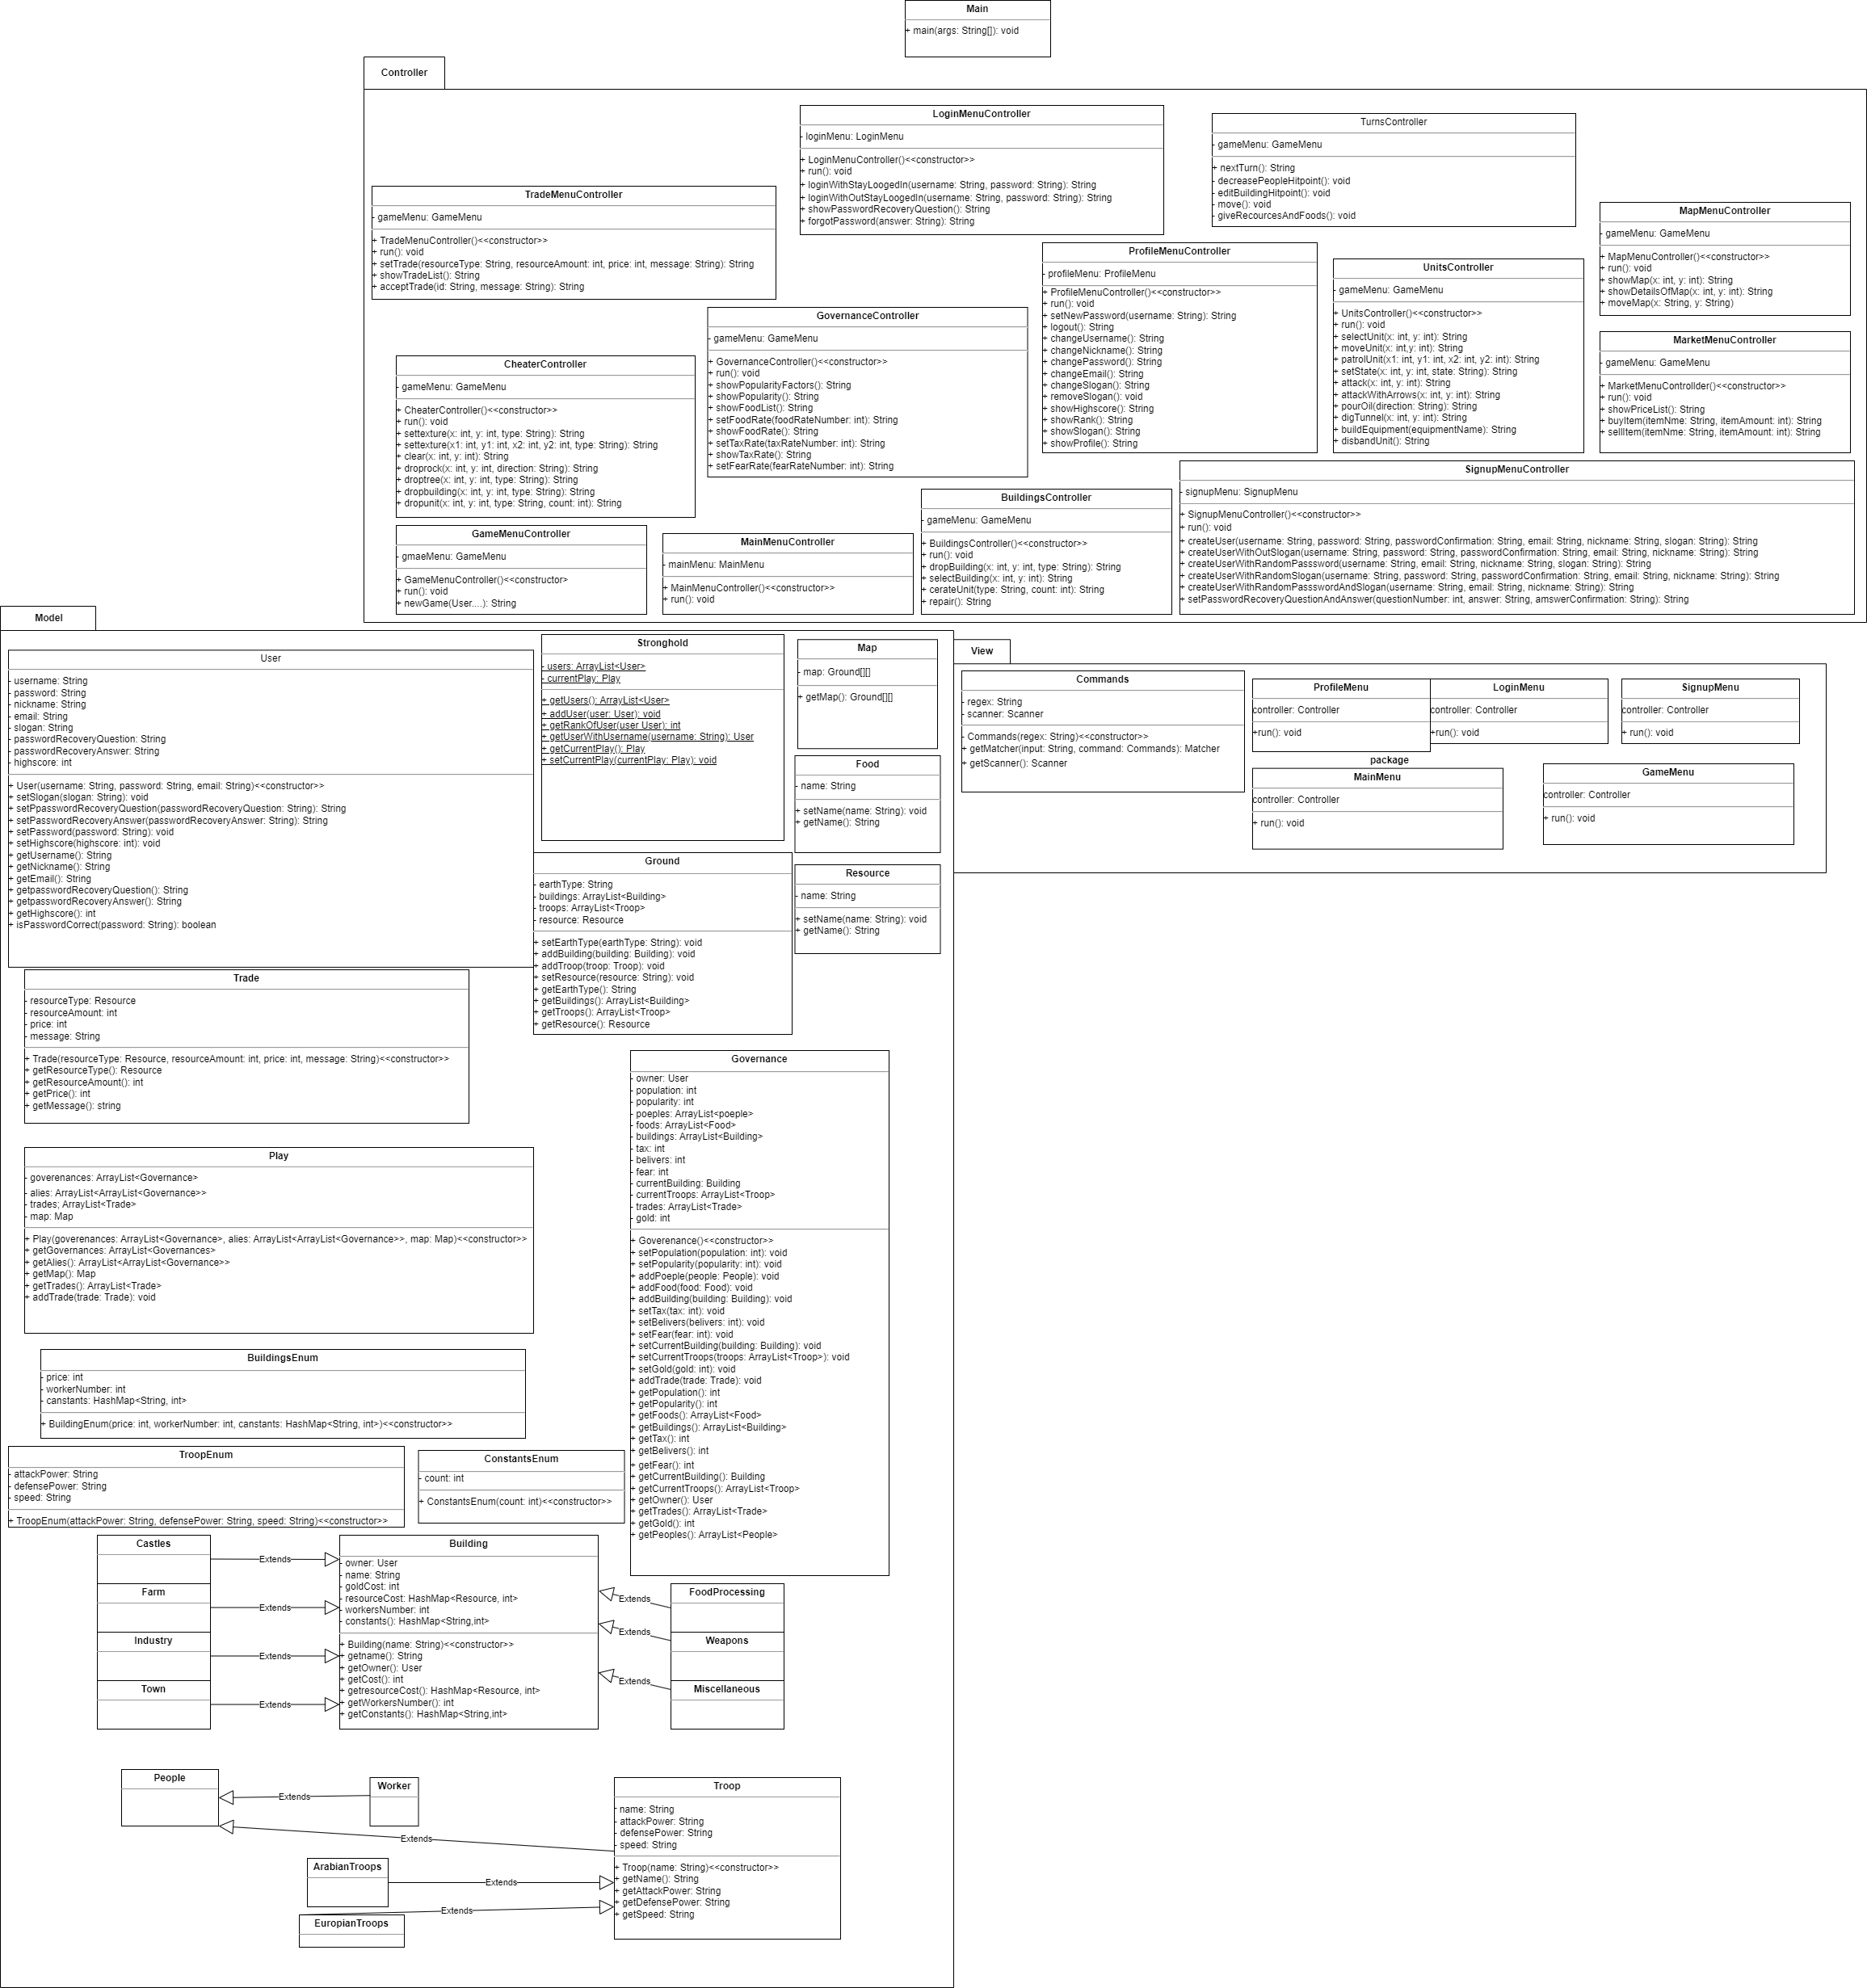 Main
+ main(args: String[]): void
Controller
LoginMenuController
- loginMenu: LoginMenu
+ LoginMenuController()<<constructor>>
+ run(): void
+ loginWithStayLoogedIn(username: String, password: String): String
+ loginWithOutStayLoogedIn(username: String, password: String): String
+ showPasswordRecoveryQuestion(): String
+ forgotPassword(answer: String): String
TurnsController
- gameMenu: GameMenu
+ nextTurn(): String
- decreasePeopleHitpoint(): void
- editBuildingHitpoint(): void
- move(): void
- giveRecourcesAndFoods(): void
TradeMenuController
- gameMenu: GameMenu
+ TradeMenuController()<<constructor>>
+ run(): void
+ setTrade(resourceType: String, resourceAmount: int, price: int, message: String): String
+ showTradeList(): String
+ acceptTrade(id: String, message: String): String
MapMenuController
- gameMenu: GameMenu
+ MapMenuController()<<constructor>>
+ run(): void
+ showMap(x: int, y: int): String
+ showDetailsOfMap(x: int, y: int): String
+ moveMap(x: String, y: String)
ProfileMenuController
- profileMenu: ProfileMenu
+ ProfileMenuController()<<constructor>>
+ run(): void
+ setNewPassword(username: String): String
+ logout(): String
+ changeUsername(): String
+ changeNickname(): String
+ changePassword(): String
+ changeEmail(): String
+ changeSlogan(): String
+ removeSlogan(): void
+ showHighscore(): String
+ showRank(): String
+ showSlogan(): String
+ showProfile(): String
UnitsController
- gameMenu: GameMenu
+ UnitsController()<<constructor>>
+ run(): void
+ selectUnit(x: int, y: int): String
+ moveUnit(x: int,y: int): String
+ patrolUnit(x1: int, y1: int, x2: int, y2: int): String
+ setState(x: int, y: int, state: String): String
+ attack(x: int, y: int): String
+ attackWithArrows(x: int, y: int): String
+ pourOil(direction: String): String
+ digTunnel(x: int, y: int): String
+ buildEquipment(equipmentName): String
+ disbandUnit(): String
GovernanceController
- gameMenu: GameMenu
+ GovernanceController()<<constructor>>
+ run(): void
+ showPopularityFactors(): String
+ showPopularity(): String
+ showFoodList(): String
+ setFoodRate(foodRateNumber: int): String
+ showFoodRate(): String
+ setTaxRate(taxRateNumber: int): String
+ showTaxRate(): String
+ setFearRate(fearRateNumber: int): String
MarketMenuController
- gameMenu: GameMenu
+ MarketMenuControllder()<<constructor>>
+ run(): void
+ showPriceList(): String
+ buyItem(itemNme: String, itemAmount: int): String
+ sellItem(itemNme: String, itemAmount: int): String
CheaterController
- gameMenu: GameMenu
+ CheaterController()<<constructor>>
+ run(): void
+ settexture(x: int, y: int, type: String): String
+ settexture(x1: int, y1: int, x2: int, y2: int, type: String): String
+ clear(x: int, y: int): String
+ droprock(x: int, y: int, direction: String): String
+ droptree(x: int, y: int, type: String): String
+ dropbuilding(x: int, y: int, type: String): String
+ dropunit(x: int, y: int, type: String, count: int): String
SignupMenuController
- signupMenu: SignupMenu
+ SignupMenuController()<<constructor>>
+ run(): void
+ createUser(username: String, password: String, passwordConfirmation: String, email: String, nickname: String, slogan: String): String
+ createUserWithOutSlogan(username: String, password: String, passwordConfirmation: String, email: String, nickname: String): String
+ createUserWithRandomPasssword(username: String, email: String, nickname: String, slogan: String): String
+ createUserWithRandomSlogan(username: String, password: String, passwordConfirmation: String, email: String, nickname: String): String
+ createUserWithRandomPassswordAndSlogan(username: String, email: String, nickname: String): String
+ setPasswordRecoveryQuestionAndAnswer(questionNumber: int, answer: String, amswerConfirmation: String): String
BuildingsController
- gameMenu: GameMenu
+ BuildingsController()<<constructor>>
+ run(): void
+ dropBuilding(x: int, y: int, type: String): String
+ selectBuilding(x: int, y: int): String
+ cerateUnit(type: String, count: int): String
+ repair(): String
GameMenuController
- gmaeMenu: GameMenu
+ GameMenuController()<<constructor>
+ run(): void
+ newGame(User....): String
MainMenuController
- mainMenu: MainMenu
+ MainMenuController()<<constructor>>
+ run(): void
Model
User
- username: String
- password: String
- nickname: String
- email: String
- slogan: String
- passwordRecoveryQuestion: String
- passwordRecoveryAnswer: String
- highscore: int
+ User(username: String, password: String, email: String)<<constructor>>
+ setSlogan(slogan: String): void
+ setPpasswordRecoveryQuestion(passwordRecoveryQuestion: String): String
+ setPasswordRecoveryAnswer(passwordRecoveryAnswer: String): String
+ setPassword(password: String): void
+ setHighscore(highscore: int): void
+ getUsername(): String
+ getNickname(): String
+ getEmail(): String
+ getpasswordRecoveryQuestion(): String
+ getpasswordRecoveryAnswer(): String
+ getHighscore(): int
+ isPasswordCorrect(password: String): boolean
Stronghold
- users: ArrayList<User>
- currentPlay: Play
+ getUsers(): ArrayList<User>
+ addUser(user: User): void
+ getRankOfUser(user User): int
+ getUserWithUsername(username: String): User
+ getCurrentPlay(): Play
+ setCurrentPlay(currentPlay: Play): void
Map
- map: Ground[][]
+ getMap(): Ground[][]
Food
- name: String
+ setName(name: String): void
+ getName(): String
Ground
- earthType: String
- buildings: ArrayList<Building>
- troops: ArrayList<Troop>
- resource: Resource
+ setEarthType(earthType: String): void
+ addBuilding(building: Building): void
+ addTroop(troop: Troop): void
+ setResource(resource: String): void
+ getEarthType(): String
+ getBuildings(): ArrayList<Building>
+ getTroops(): ArrayList<Troop>
+ getResource(): Resource
Resource
- name: String
+ setName(name: String): void
+ getName(): String
View
Commands
- regex: String
- scanner: Scanner
- Commands(regex: String)<<constructor>>
+ getMatcher(input: String, command: Commands): Matcher
+ getScanner(): Scanner
ProfileMenu
controller: Controller
+run(): void
LoginMenu
controller: Controller
+run(): void
SignupMenu
controller: Controller
+ run(): void
package
MainMenu
controller: Controller
+ run(): void
GameMenu
controller: Controller
+ run(): void
Trade
- resourceType: Resource
- resourceAmount: int
- price: int
- message: String
+ Trade(resourceType: Resource, resourceAmount: int, price: int, message: String)<<constructor>>
+ getResourceType(): Resource
+ getResourceAmount(): int
+ getPrice(): int
+ getMessage(): string
Governance
- owner: User
- population: int
- popularity: int
- poeples: ArrayList<poeple>
- foods: ArrayList<Food>
- buildings: ArrayList<Building>
- tax: int
- belivers: int
- fear: int
- currentBuilding: Building
- currentTroops: ArrayList<Troop>
- trades: ArrayList<Trade>
- gold: int
+ Goverenance()<<constructor>>
+ setPopulation(population: int): void
+ setPopularity(popularity: int): void
+ addPoeple(people: People): void
+ addFood(food: Food): void
+ addBuilding(building: Building): void
+ setTax(tax: int): void
+ setBelivers(belivers: int): void
+ setFear(fear: int): void
+ setCurrentBuilding(building: Building): void
+ setCurrentTroops(troops: ArrayList<Troop>): void
+ setGold(gold: int): void
+ addTrade(trade: Trade): void
+ getPopulation(): int
+ getPopularity(): int
+ getFoods(): ArrayList<Food>
+ getBuildings(): ArrayList<Building>
+ getTax(): int
+ getBelivers(): int
+ getFear(): int
+ getCurrentBuilding(): Building
+ getCurrentTroops(): ArrayList<Troop>
+ getOwner(): User
+ getTrades(): ArrayList<Trade>
+ getGold(): int
+ getPeoples(): ArrayList<People>
Play
- goverenances: ArrayList<Governance>
- alies: ArrayList<ArrayList<Governance>>
- trades; ArrayList<Trade>
- map: Map
+ Play(goverenances: ArrayList<Governance>, alies: ArrayList<ArrayList<Governance>>, map: Map)<<constructor>>
+ getGovernances: ArrayList<Governances>
+ getAlies(): ArrayList<ArrayList<Governance>>
+ getMap(): Map
+ getTrades(): ArrayList<Trade>
+ addTrade(trade: Trade): void
BuildingsEnum
- price: int
- workerNumber: int
- canstants: HashMap<String, int>
+ BuildingEnum(price: int, workerNumber: int, canstants: HashMap<String, int>)<<constructor>>
TroopEnum
- attackPower: String
- defensePower: String
- speed: String
+ TroopEnum(attackPower: String, defensePower: String, speed: String)<<constructor>>
ConstantsEnum
- count: int
+ ConstantsEnum(count: int)<<constructor>>
Castles
Extends
Farm
Extends
Industry
Extends
Town
Extends
Building
- owner: User
- name: String
- goldCost: int
- resourceCost: HashMap<Resource, int>
- workersNumber: int
- constants(): HashMap<String,int>
+ Building(name: String)<<constructor>>
+ getname(): String
+ getOwner(): User
+ getCost(): int
+ getresourceCost(): HashMap<Resource, int>
+ getWorkersNumber(): int
+ getConstants(): HashMap<String,int>
Extends
FoodProcessing
Extends
Weapons
Extends
Miscellaneous
People
Extends
Worker
Extends
Troop
- name: String
- attackPower: String
- defensePower: String
- speed: String
+ Troop(name: String)<<constructor>>
+ getName(): String
+ getAttackPower: String
+ getDefensePower: String
+ getSpeed: String
ArabianTroops
Extends
EuropianTroops
Extends